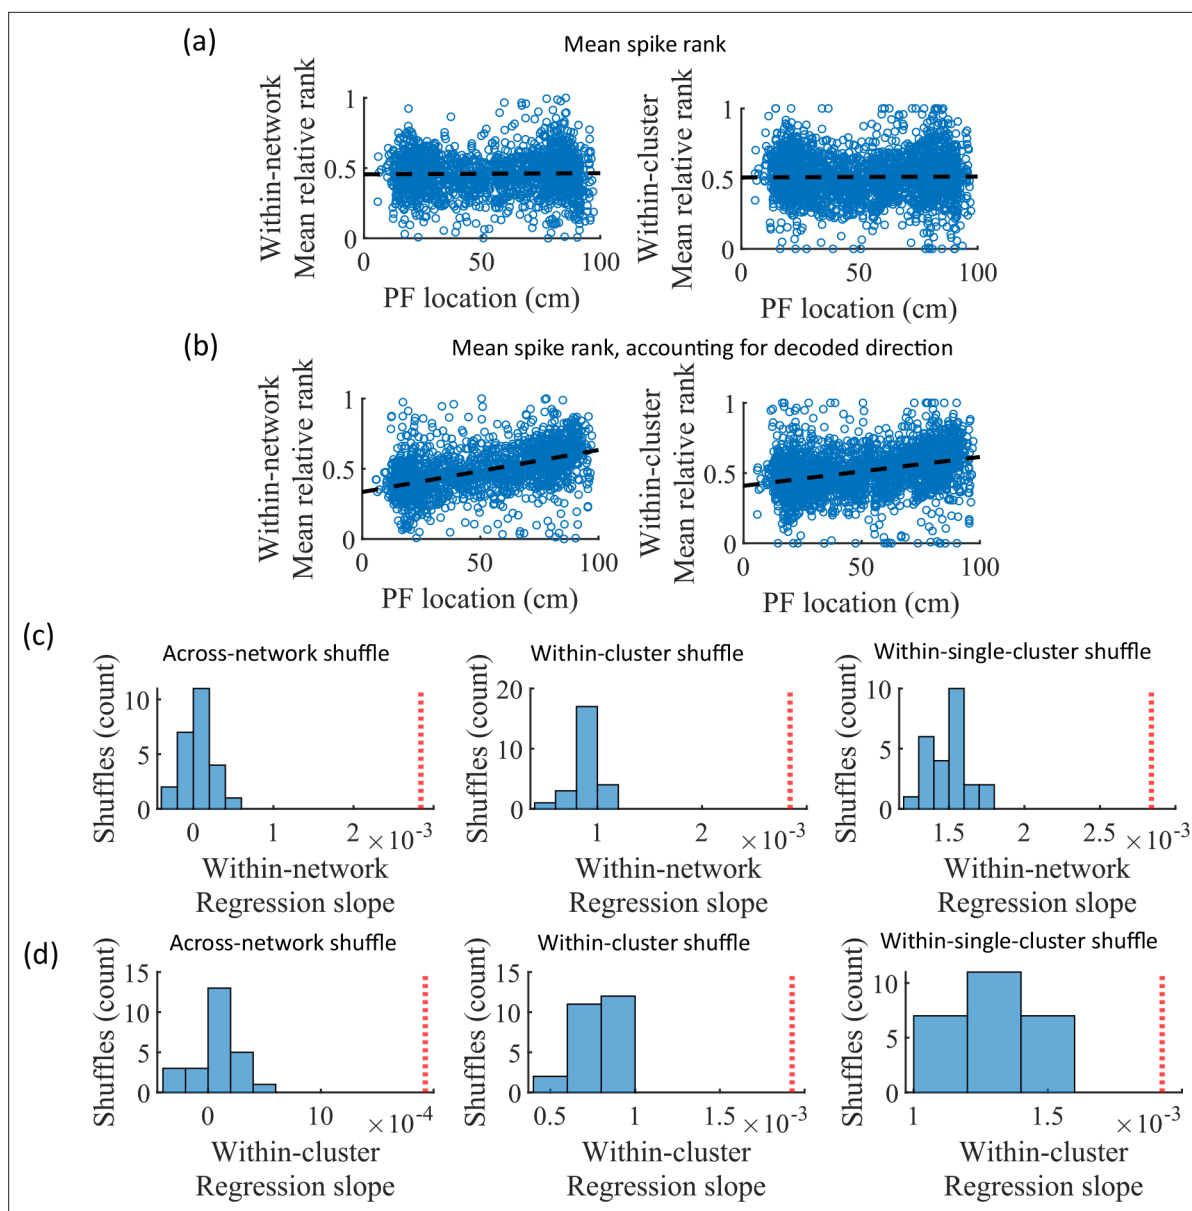 (a)
Mean spike rank
Within-network
Mean relative rank
1
0.5
0
0
50
100
PF location (cm)
Within-cluster
Mean relative rank
1
0.5
0
0
50
100
PF location (cm)
(b)
Mean spike rank, accounting for decoded direction
Within-network
Mean relative rank
1
0.5
0
0
50
100
PF location (cm)
Within-cluster
Mean relative rank
1
0.5
0
0
50
100
PF location (cm)
(c)
Across-network shuffle
Shuffles (count)
10
5
0
0
1
2
×10⁻³
Within-network
Regression slope
Within-cluster shuffle
Shuffles (count)
20
10
0
1
2
×10⁻³
Within-network
Regression slope
Within-single-cluster shuffle
Shuffles (count)
10
5
0
1.5
2
2.5
×10⁻³
Within-network
Regression slope
(d)
Across-network shuffle
Shuffles (count)
15
10
5
0
0
10
×10⁻⁴
Within-cluster
Regression slope
Within-cluster shuffle
Shuffles (count)
15
10
5
0
0.5
1
1.5
×10⁻³
Within-cluster
Regression slope
Within-single-cluster shuffle
Shuffles (count)
10
5
0
1
1.5
×10⁻³
Within-cluster
Regression slope